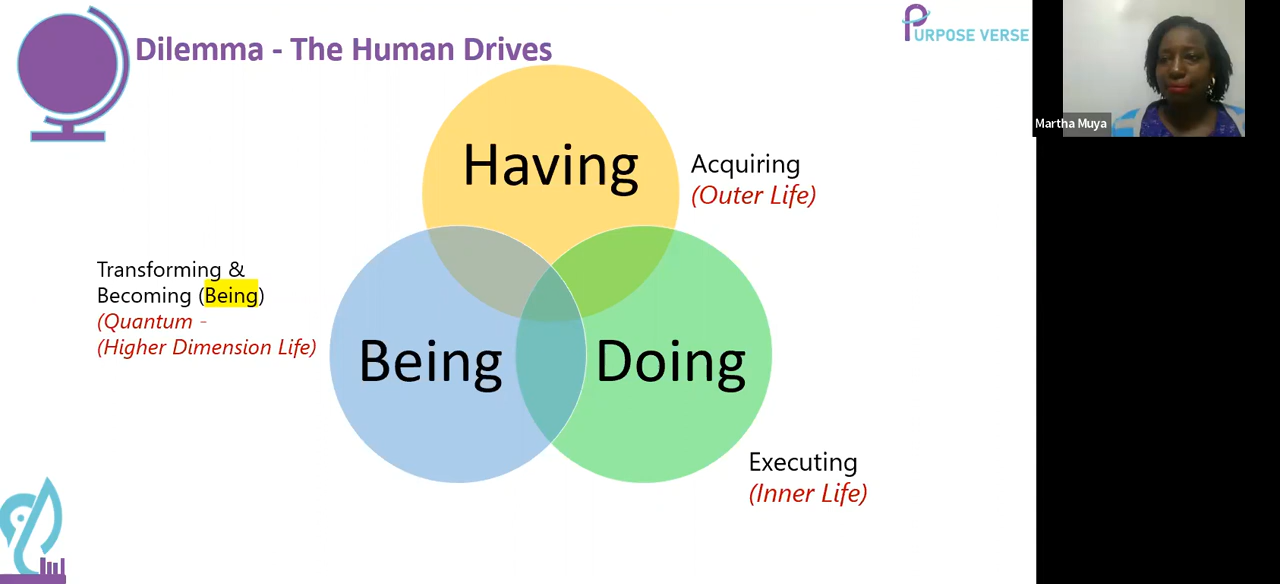 Dilemma - The Human Drives
PURPOSE VERSE
Martha Muya
Having
Acquiring
(Outer Life)
Transforming &
Becoming (Being)
(Quantum -
(Higher Dimension Life)
Being
Doing
Executing
(Inner Life)